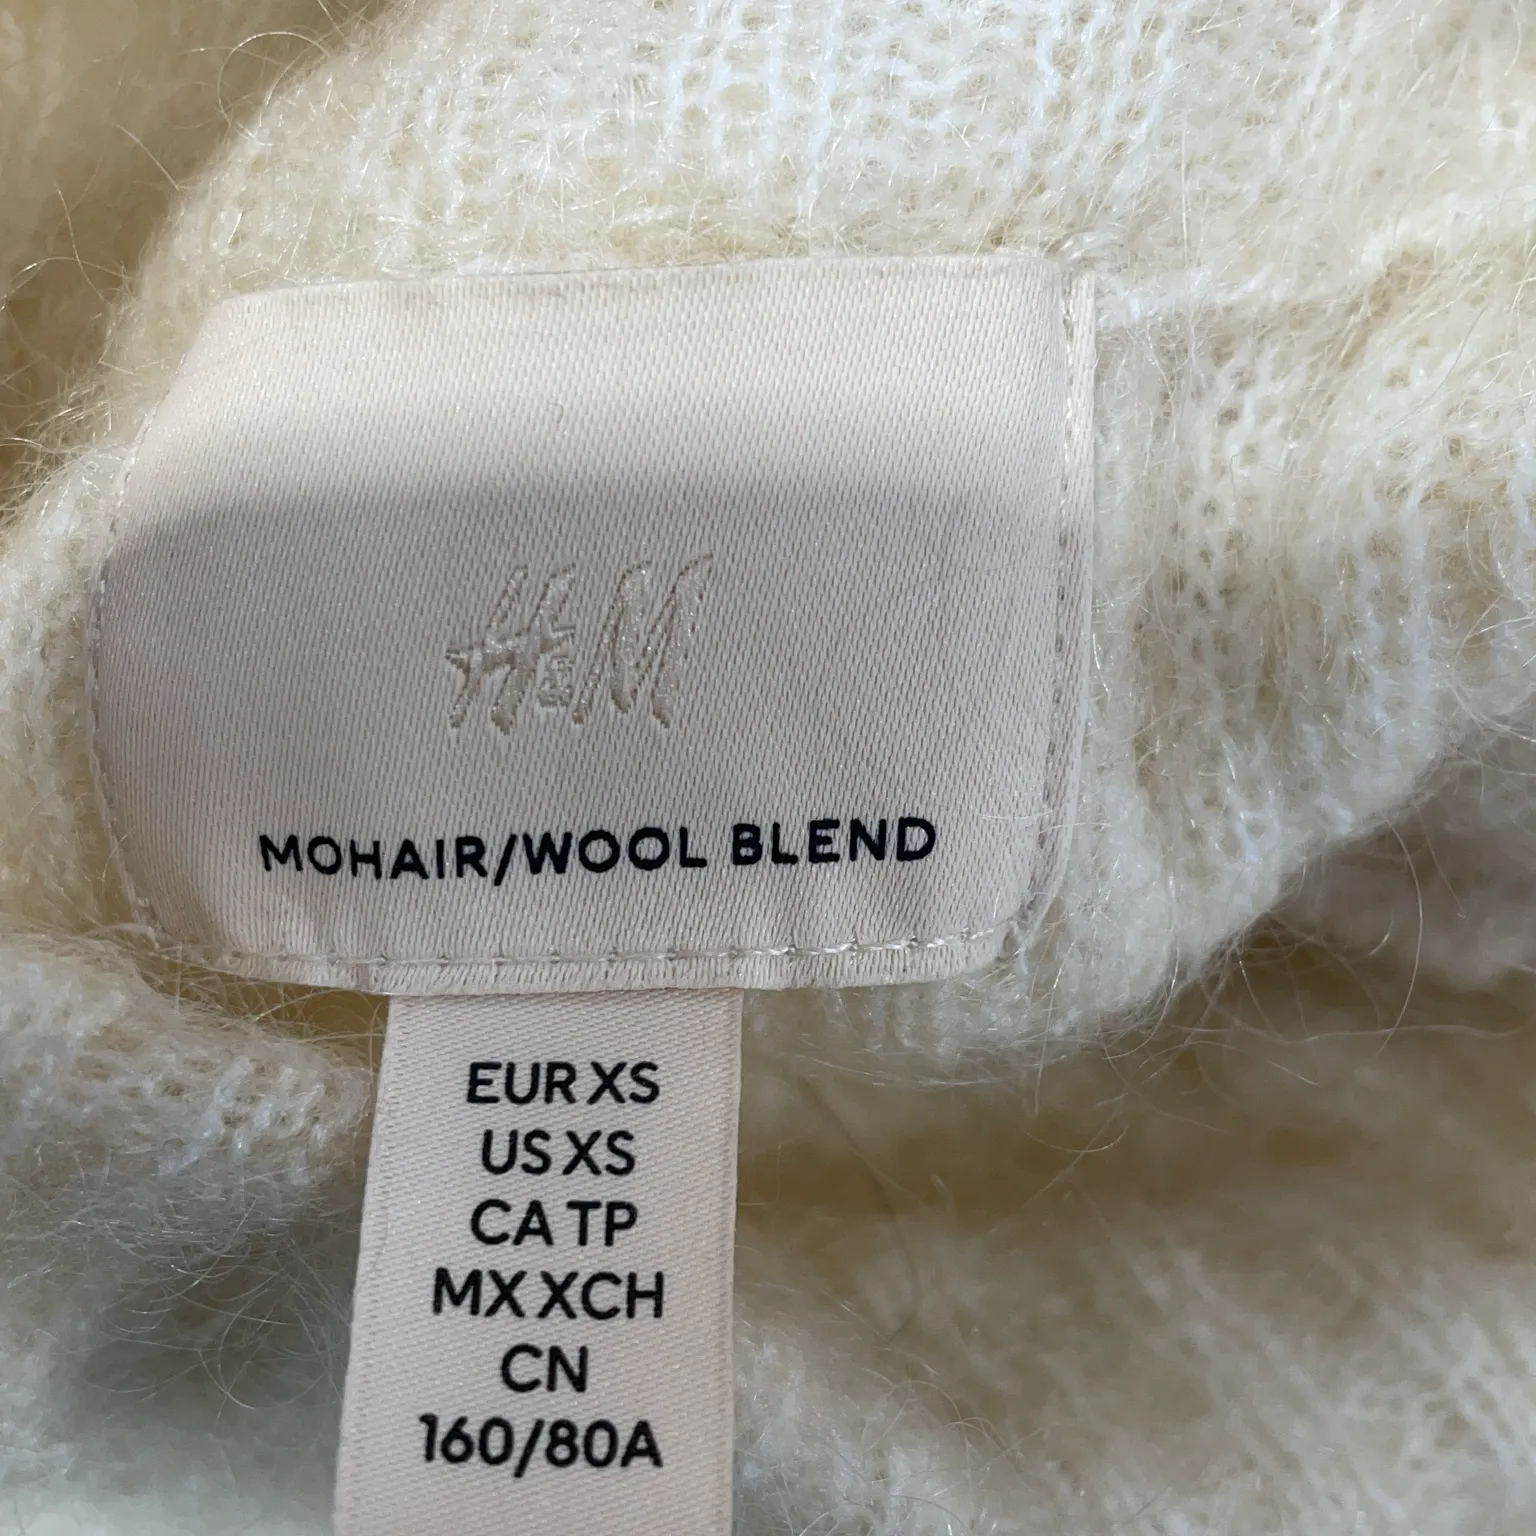 H&M
MOHAIR/WOOL BLEND
EUR XS
US XS
CA TP
MX XCH
CN
160/80A